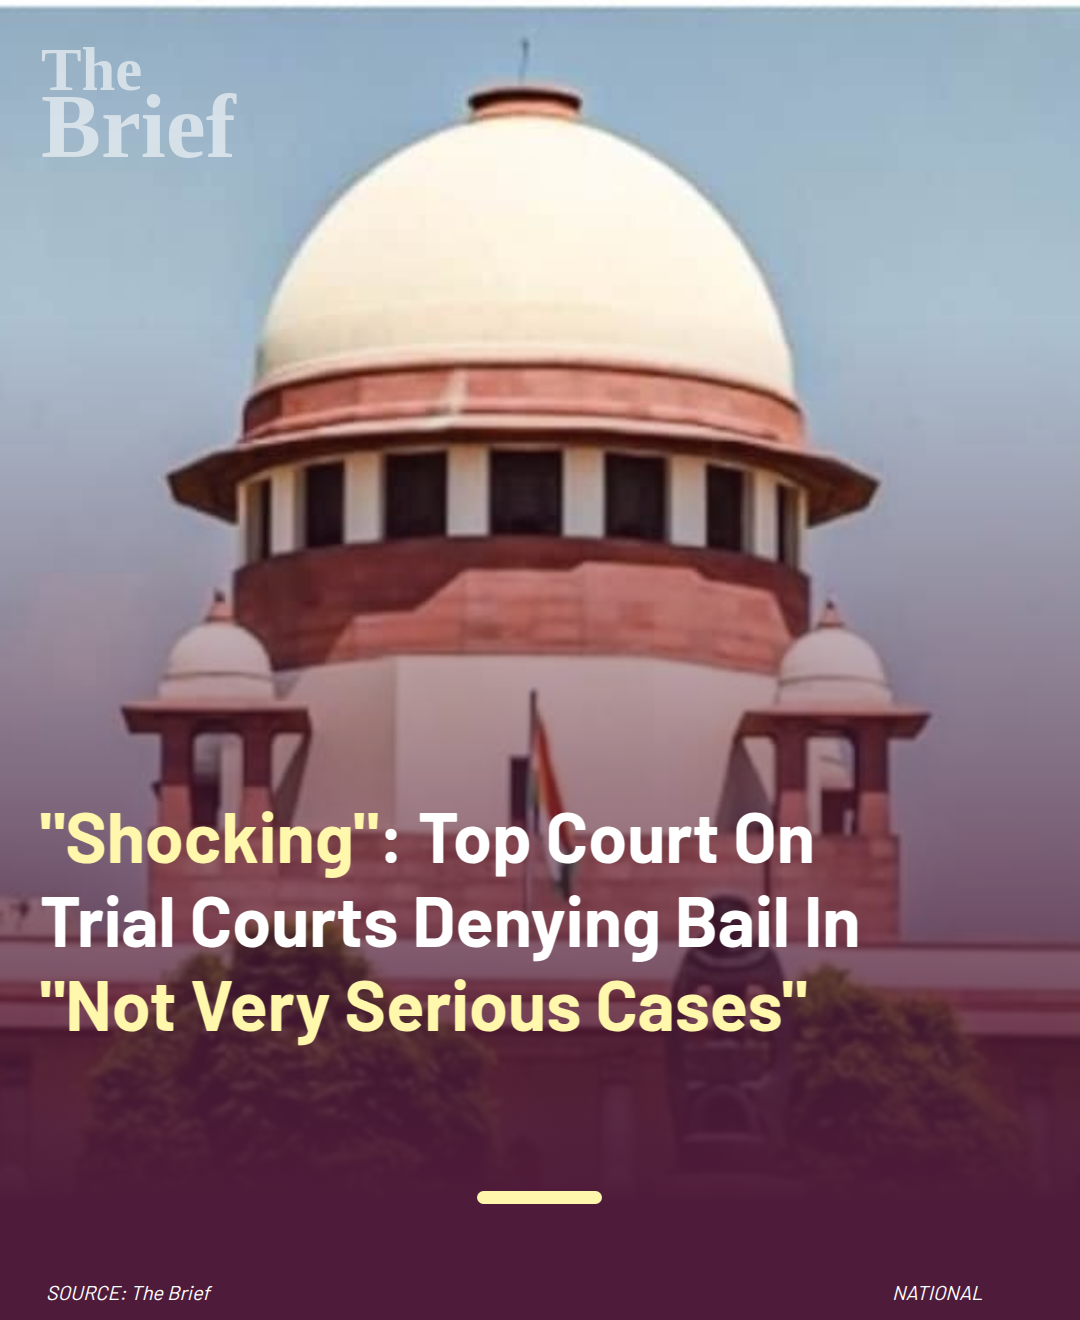 The
Brief
"Shocking": Top Court On
Trial Courts Denying Bail In
"Not Very Serious Cases"
SOURCE: The Brief
NATIONAL